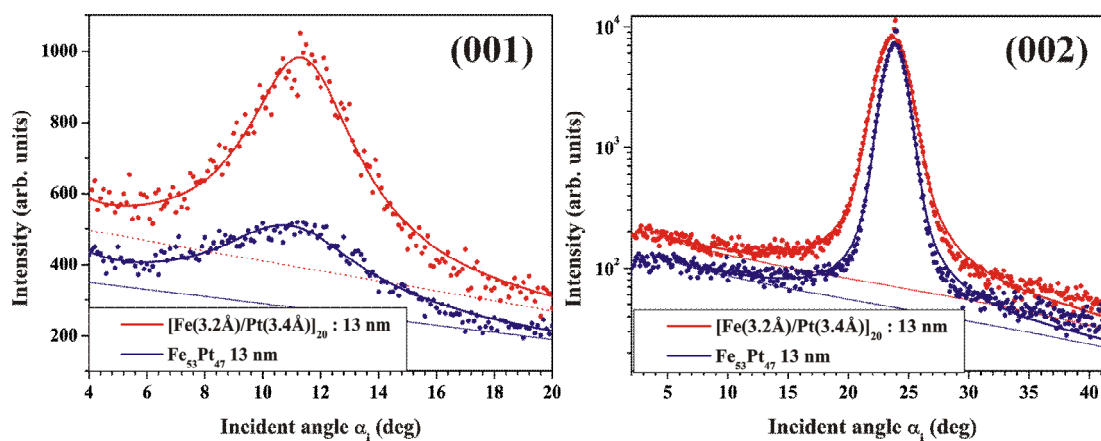 (001)
1000
800
600
400
200
Intensity (arb. units)
[Fe(3.2Å)/Pt(3.4Å)]₂₀ : 13 nm
Fe₅₃Pt₄₇ 13 nm
4 6 8 10 12 14 16 18 20
Incident angle αᵢ (deg)
(002)
10⁴
10³
10²
Intensity (arb. units)
[Fe(3.2Å)/Pt(3.4Å)]₂₀ : 13 nm
Fe₅₃Pt₄₇ 13 nm
5 10 15 20 25 30 35 40
Incident angle αᵢ (deg)